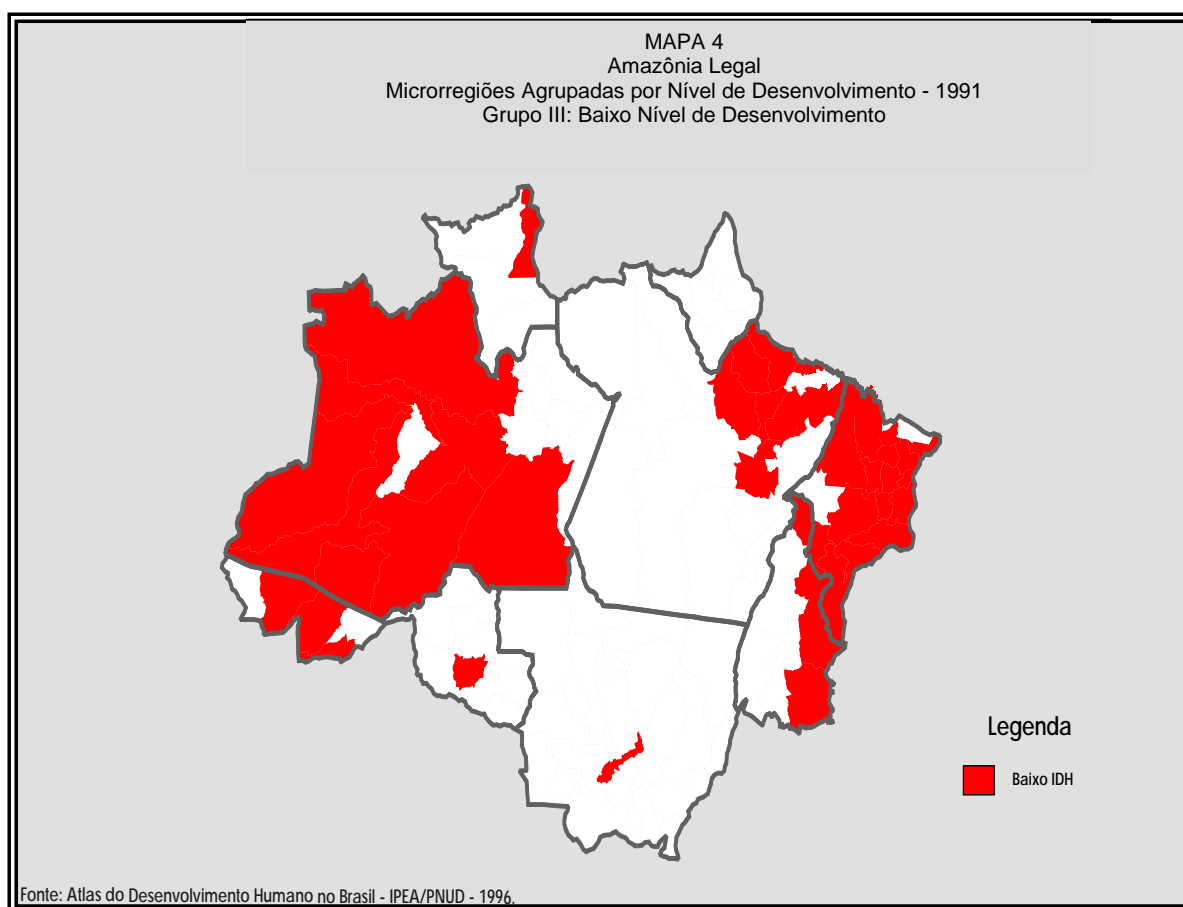 MAPA 4
Amazônia Legal
Microrregiões Agrupadas por Nível de Desenvolvimento - 1991
Grupo III: Baixo Nível de Desenvolvimento
Legenda
Baixo IDH
Fonte: Atlas do Desenvolvimento Humano no Brasil - IPEA/PNUD - 1996.